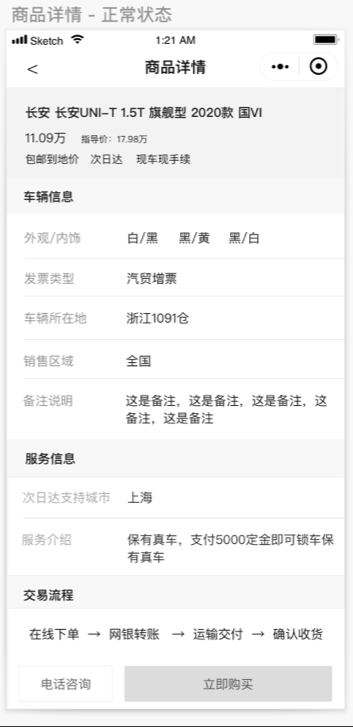 商品详情 - 正常状态
Sketch 1:21 AM
< 商品详情
长安 长安UNI-T 1.5T 旗舰型 2020款 国VI
11.09万 指导价：17.98万
包邮到地价 次日达 现车现手续
车辆信息
外观/内饰 白/黑 黑/黄 黑/白
发票类型 汽贸增票
车辆所在地 浙江1091仓
销售区域 全国
备注说明 这是备注，这是备注，这是备注，这
备注，这是备注
服务信息
次日达支持城市 上海
服务介绍 保有真车，支付5000定金即可锁车保
有真车
交易流程
在线下单 → 网银转账 → 运输交付 → 确认收货
电话咨询 立即购买